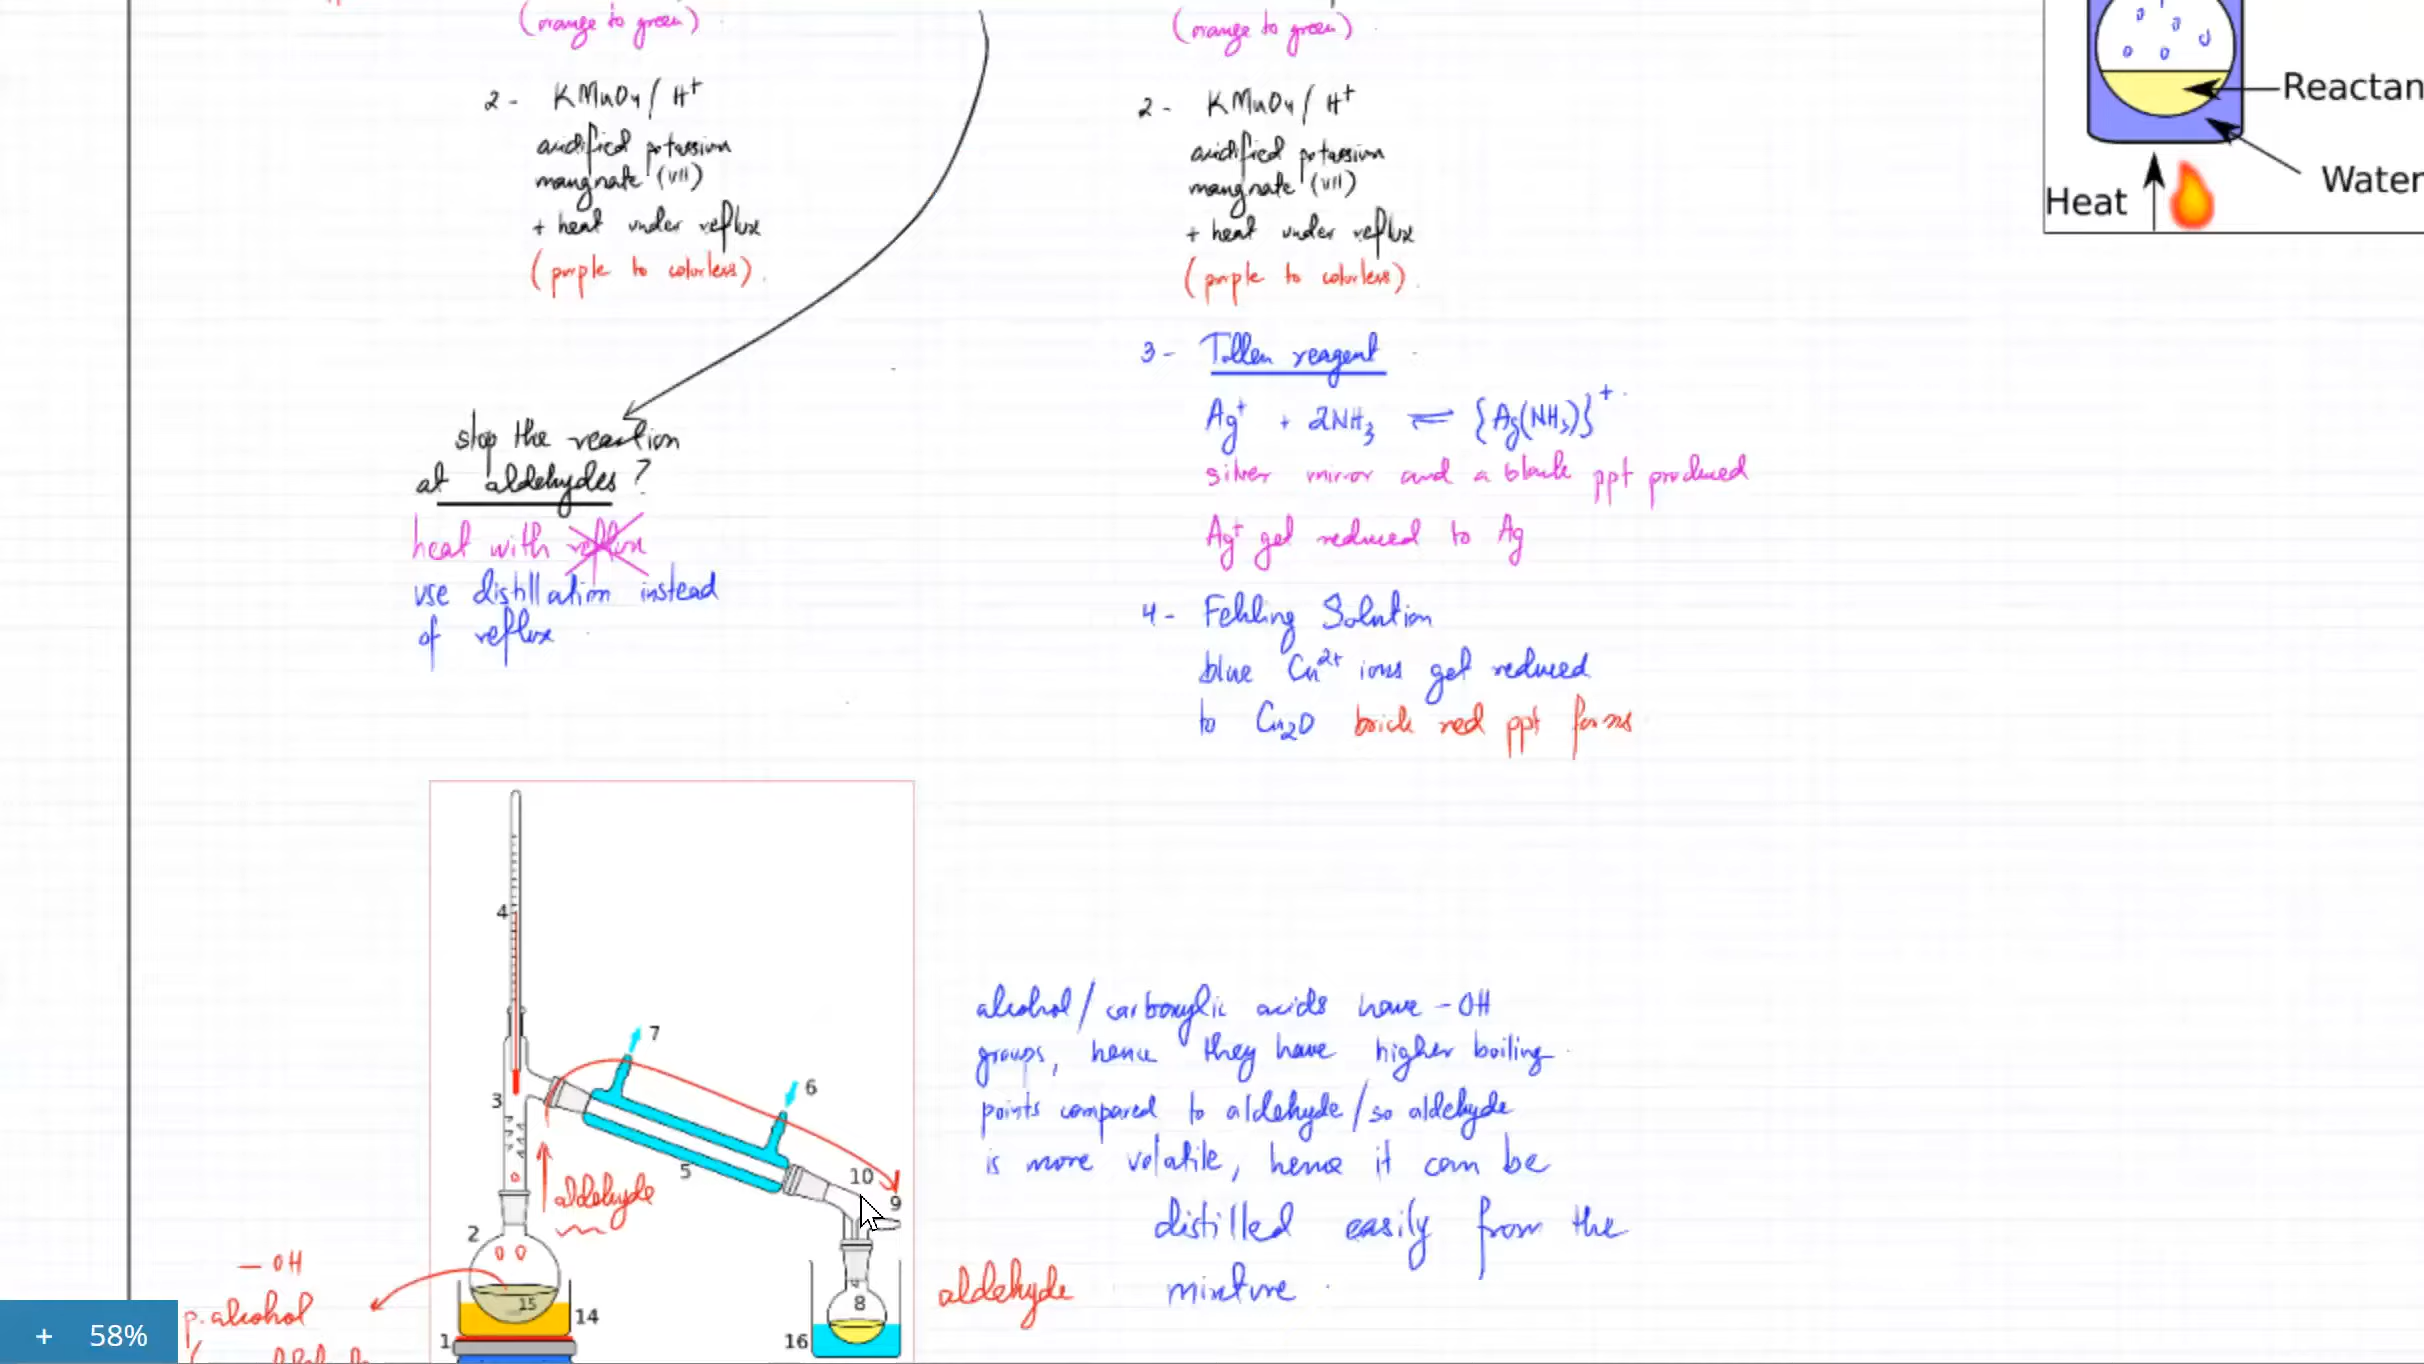 (orange to green)
2 - KMnO4 / H+
acidified potassium
mangnate (VII)
+ heat under reflux
(purple to colorless)
stop the reaction
at aldehydes ?
heat with reflux
use distillation instead
of reflux
(orange to green)
2 - KMnO4 / H+
acidified potassium
mangnate (VII)
+ heat under reflux
(purple to colorless)
3 - Tollen reagent
Ag+ + 2NH3 ⇌ {Ag(NH3)}+
silver mirror and a black ppt produced
Ag+ get reduced to Ag
4 - Fehling Solution
blue Cu2+ ions get reduced
to Cu2O brick red ppt forms
Reactan
Water
Heat
4
7
6
3
5
10
9
aldehyde
2
15
14
1
8
16
— OH
p. alcohol
aldehyde
alcohol / carboxylic acids have - OH
groups, hence they have higher boiling
points compared to aldehyde / so aldehyde
is more volatile, hence it can be
distilled easily from the
mixture
+ 58%